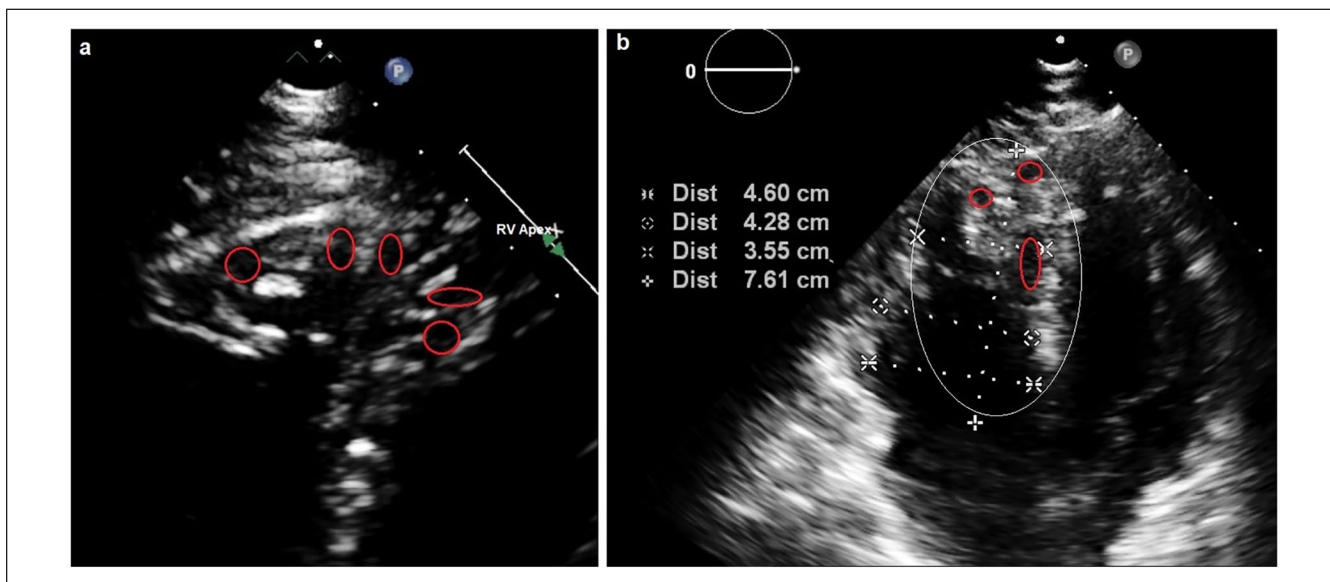 a
P
RV Apex
b
P
0
Dist 4.60 cm
Dist 4.28 cm
Dist 3.55 cm
Dist 7.61 cm